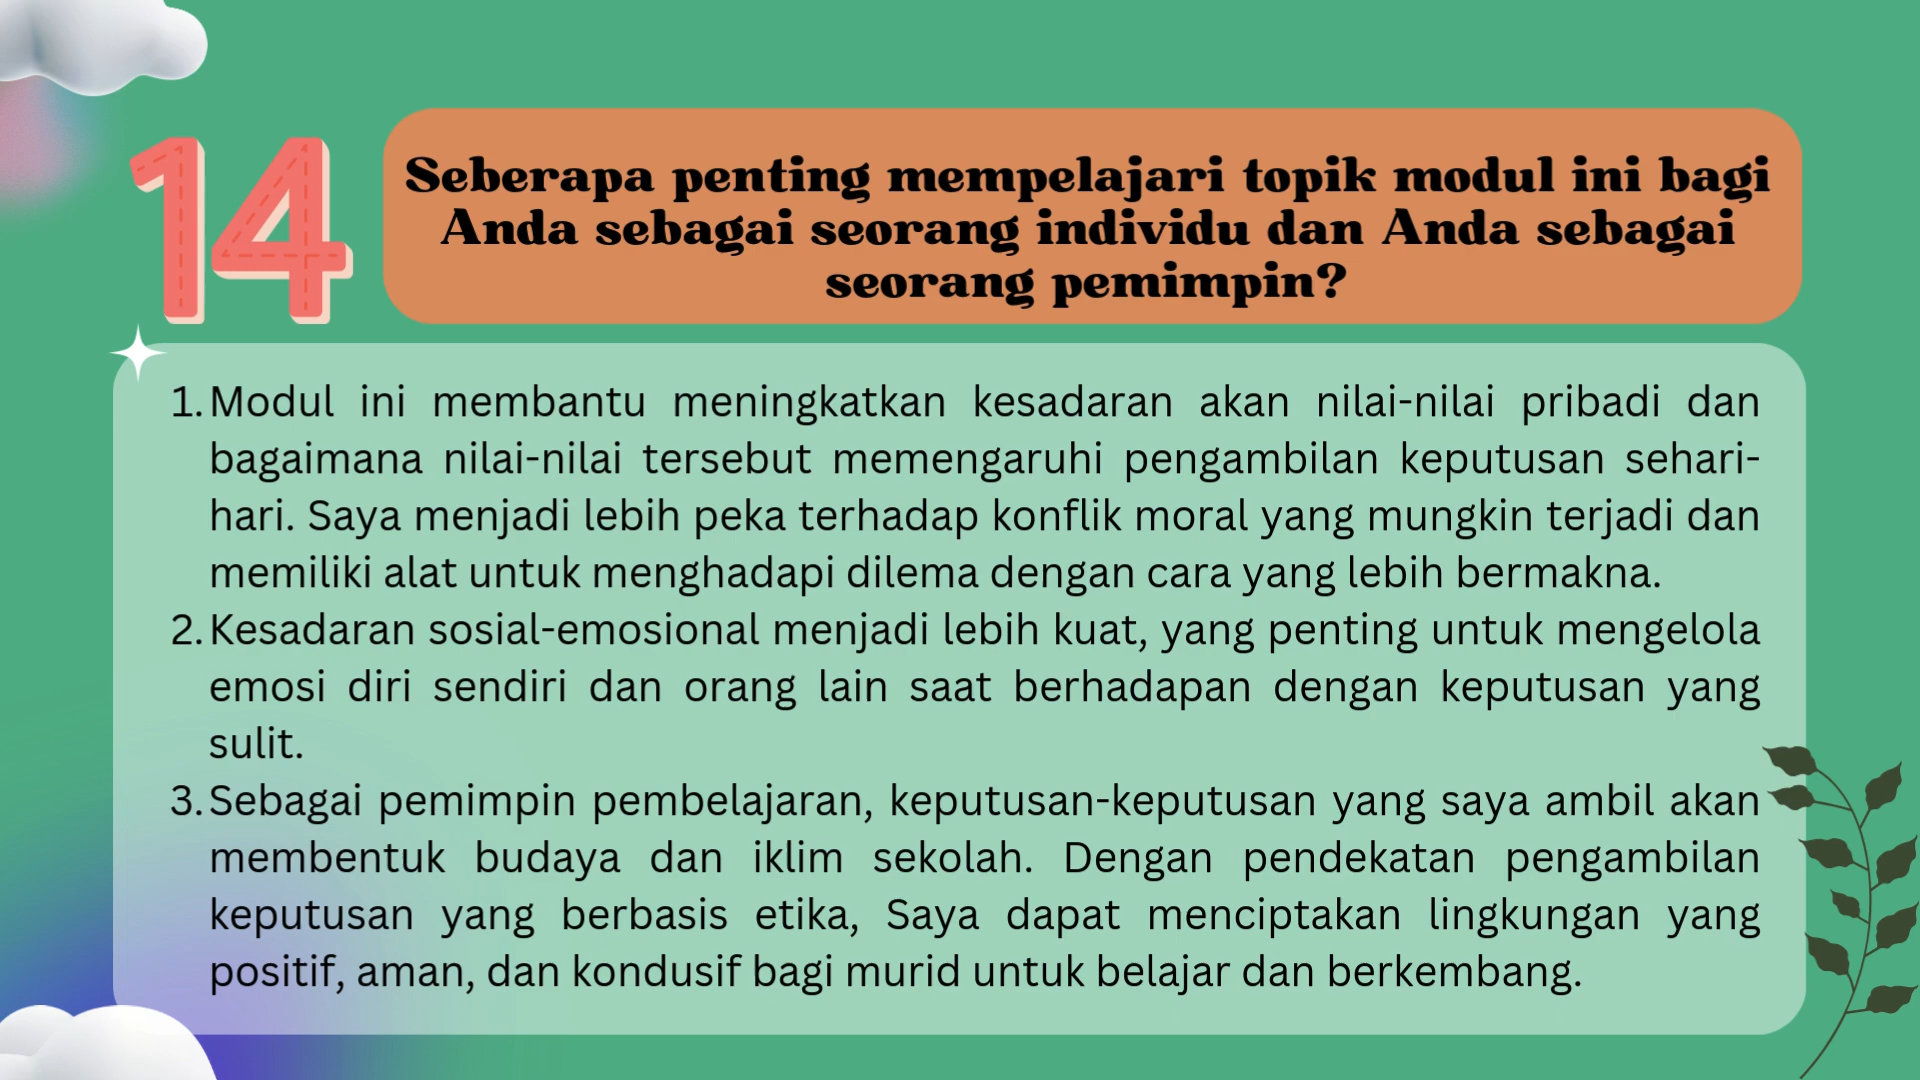 14
Seberapa penting mempelajari topik modul ini bagi
Anda sebagai seorang individu dan Anda sebagai
seorang pemimpin?
1. Modul ini membantu meningkatkan kesadaran akan nilai-nilai pribadi dan
bagaimana nilai-nilai tersebut memengaruhi pengambilan keputusan sehari-
hari. Saya menjadi lebih peka terhadap konflik moral yang mungkin terjadi dan
memiliki alat untuk menghadapi dilema dengan cara yang lebih bermakna.
2. Kesadaran sosial-emosional menjadi lebih kuat, yang penting untuk mengelola
emosi diri sendiri dan orang lain saat berhadapan dengan keputusan yang
sulit.
3. Sebagai pemimpin pembelajaran, keputusan-keputusan yang saya ambil akan
membentuk budaya dan iklim sekolah. Dengan pendekatan pengambilan
keputusan yang berbasis etika, Saya dapat menciptakan lingkungan yang
positif, aman, dan kondusif bagi murid untuk belajar dan berkembang.